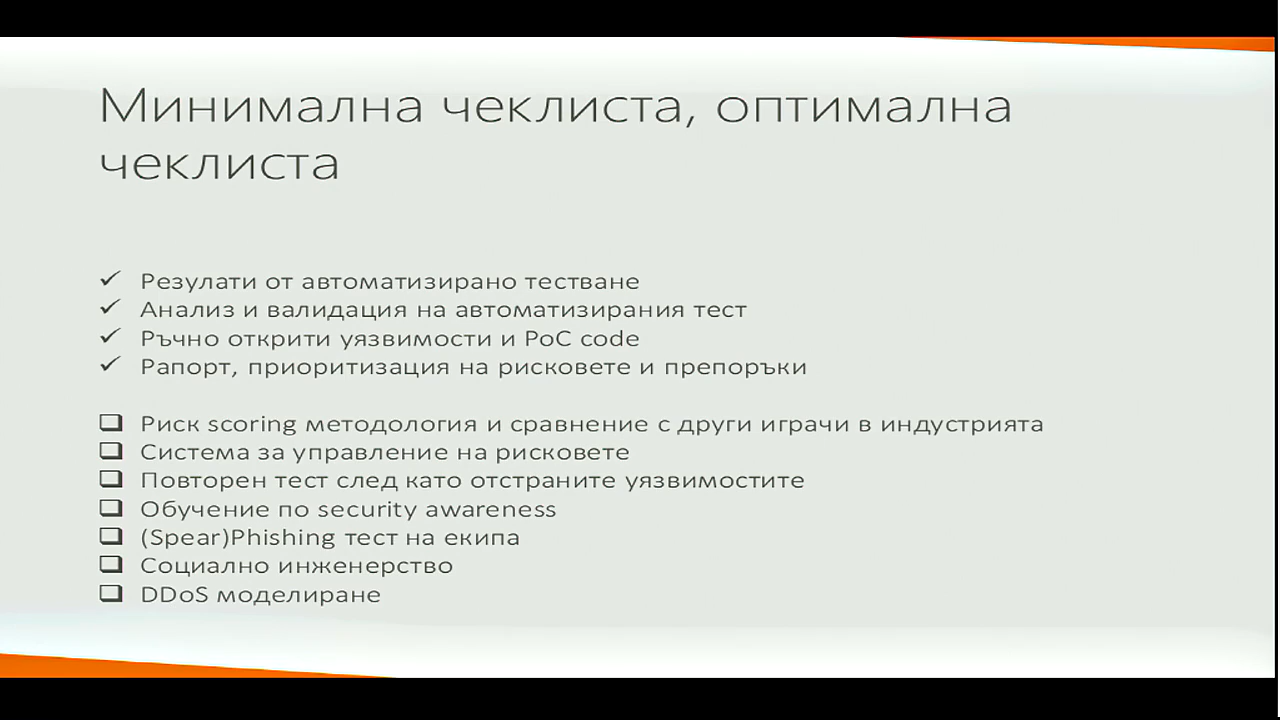 Минимална чеклиста, оптимална
чеклиста
Резулати от автоматизирано тестване
Анализ и валидация на автоматизирания тест
Ръчно открити уязвимости и PoC code
Рапорт, приоритизация на рисковете и препоръки
Риск scoring методология и сравнение с други играчи в индустрията
Система за управление на рисковете
Повторен тест след като отстраните уязвимостите
Обучение по security awareness
(Spear)Phishing тест на екипа
Социално инженерство
DDoS моделиране